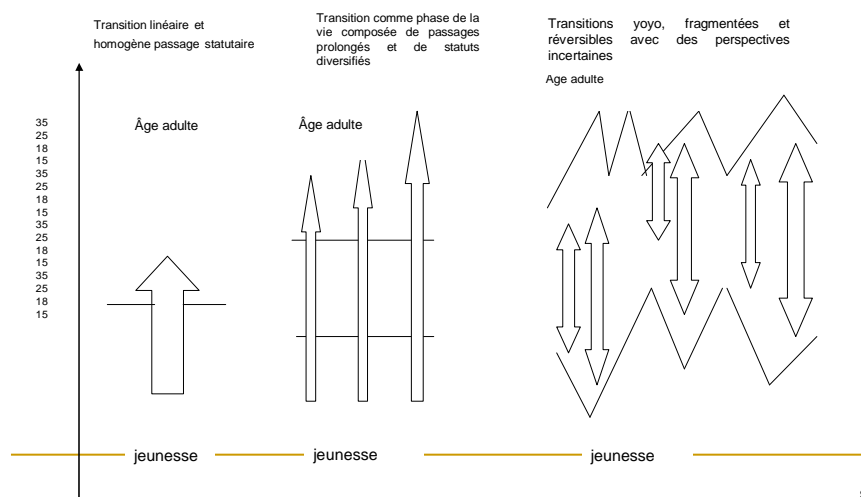 Transition linéaire et
homogène passage statutaire
Transition comme phase de la
vie composée de passages
prolongés et de statuts
diversifiés
Transitions yoyo, fragmentées et
réversibles avec des perspectives
incertaines
Age adulte
Âge adulte
Âge adulte
35
25
18
15
35
25
18
15
35
25
18
15
35
25
18
15
jeunesse
jeunesse
jeunesse